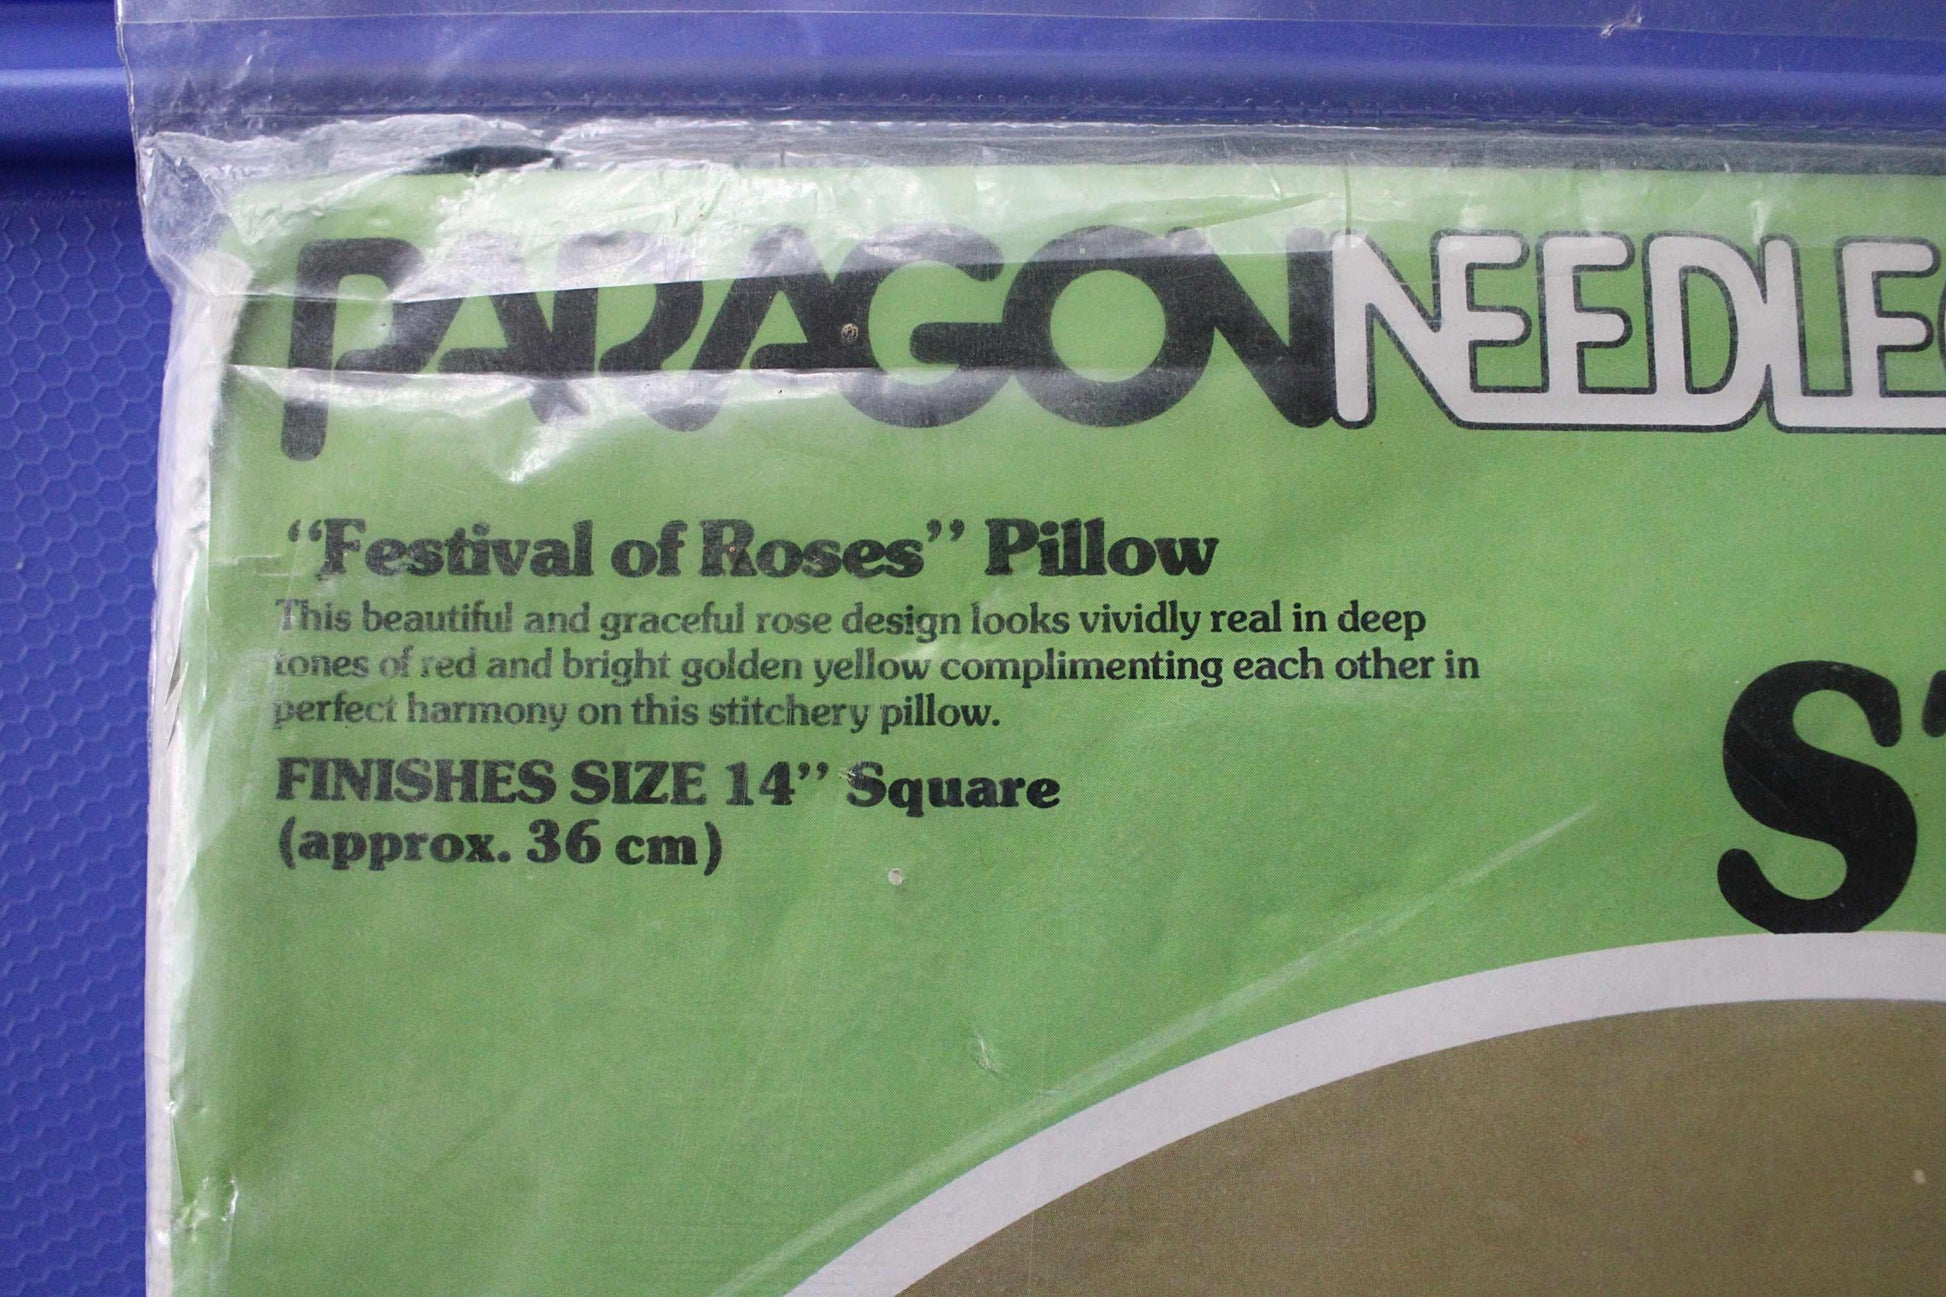 PARAGON NEEDLE
“Festival of Roses” Pillow
This beautiful and graceful rose design looks vividly real in deep
tones of red and bright golden yellow complimenting each other in
perfect harmony on this stitchery pillow.
FINISHES SIZE 14” Square
(approx. 36 cm)
S